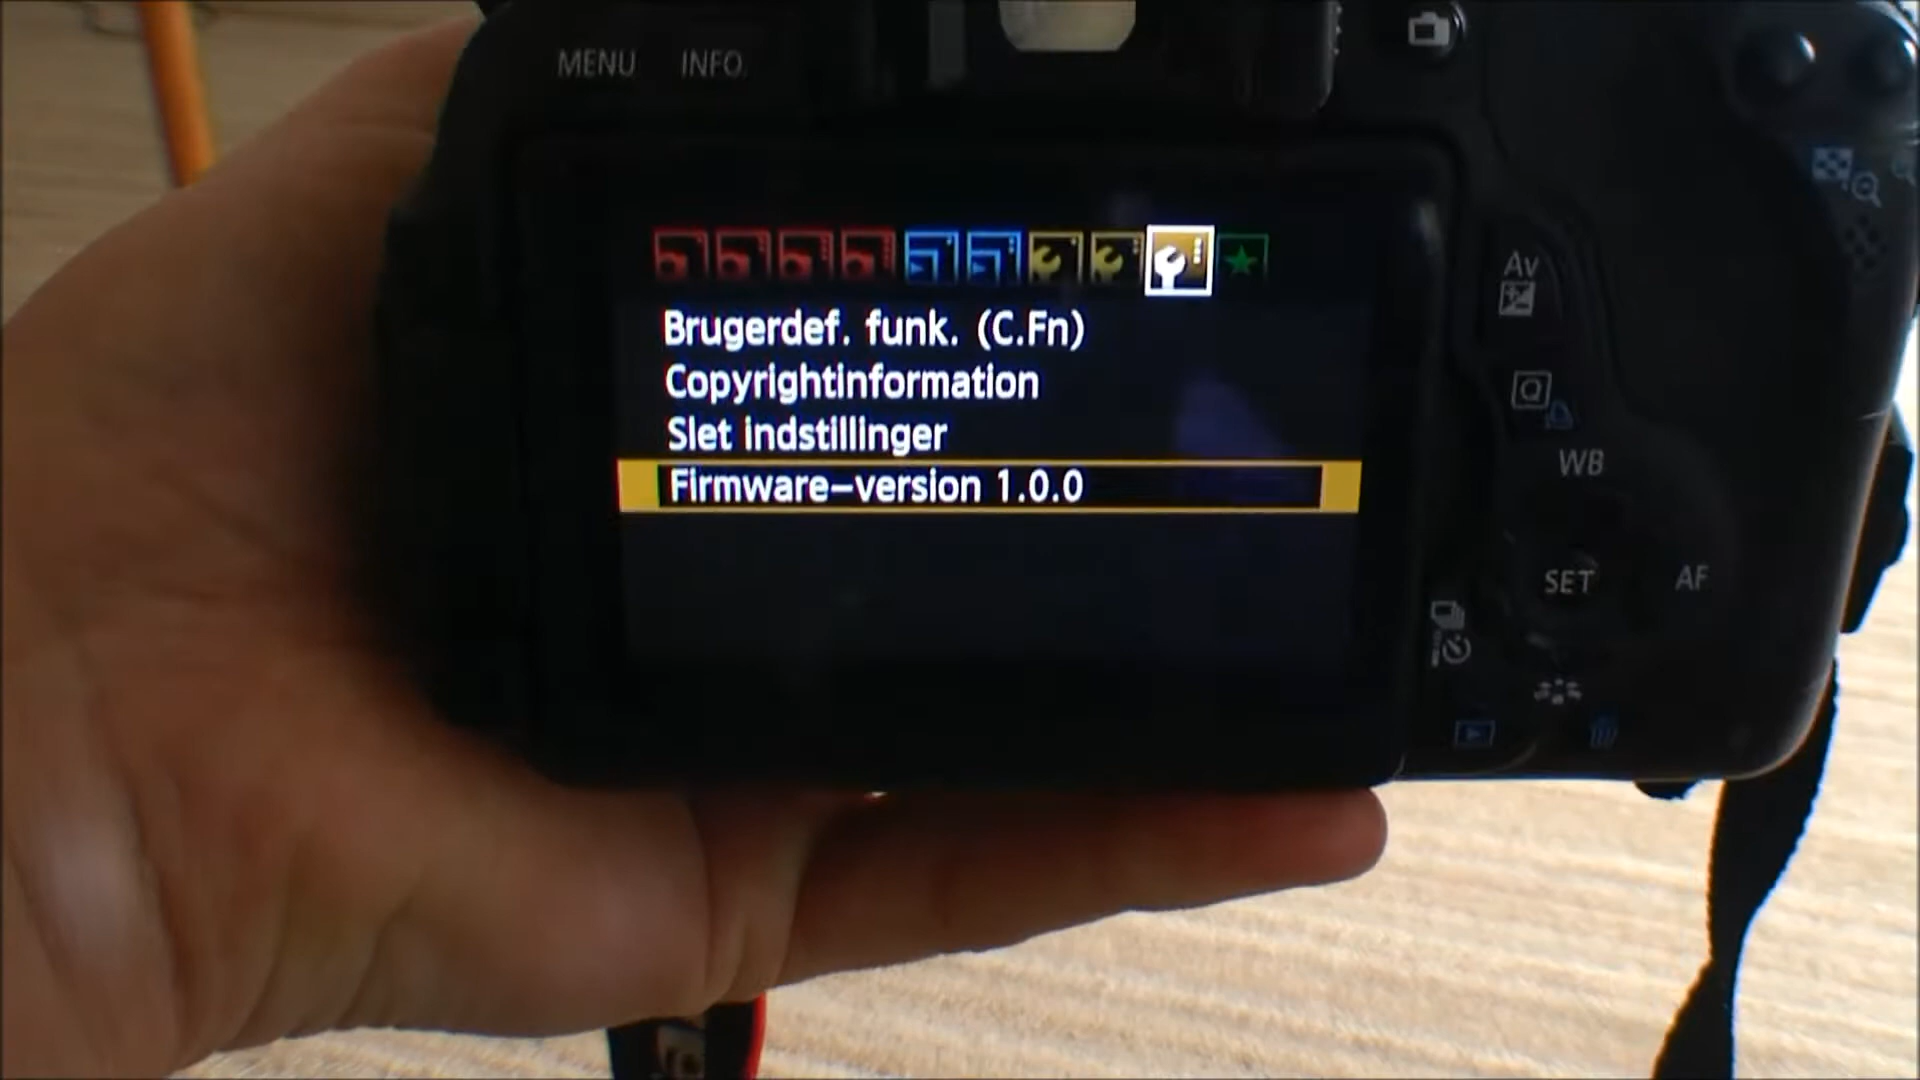 MENU INFO.
Brugerdef. funk. (C.Fn)
Copyrightinformation
Slet indstillinger
Firmware-version 1.0.0
Av
Q
WB
SET
AF